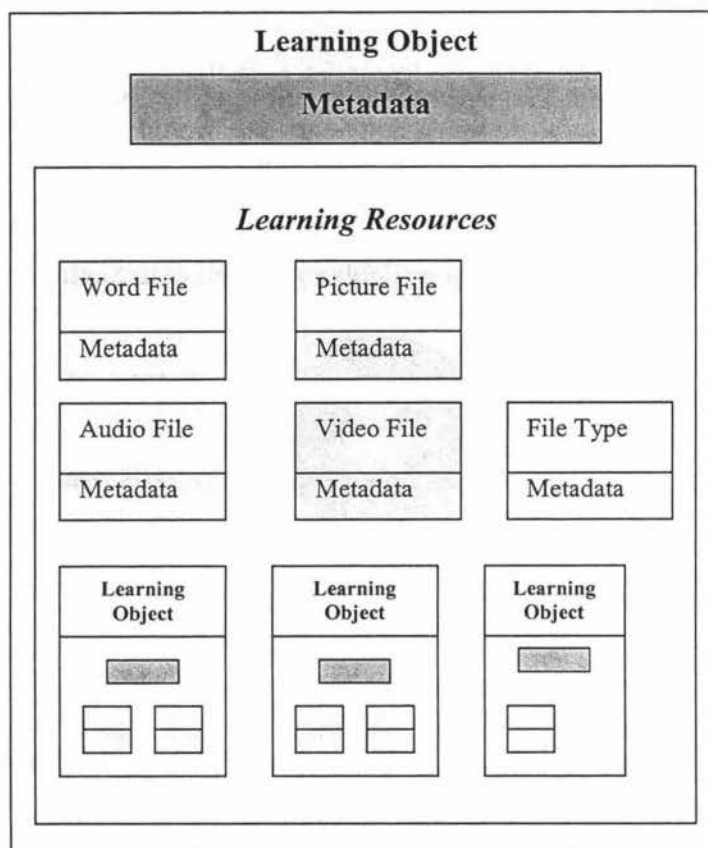 Learning Object
Metadata
Learning Resources
Word File
Picture File
Metadata
Metadata
Audio File
Video File
File Type
Metadata
Metadata
Metadata
Learning
Object
Learning
Object
Learning
Object